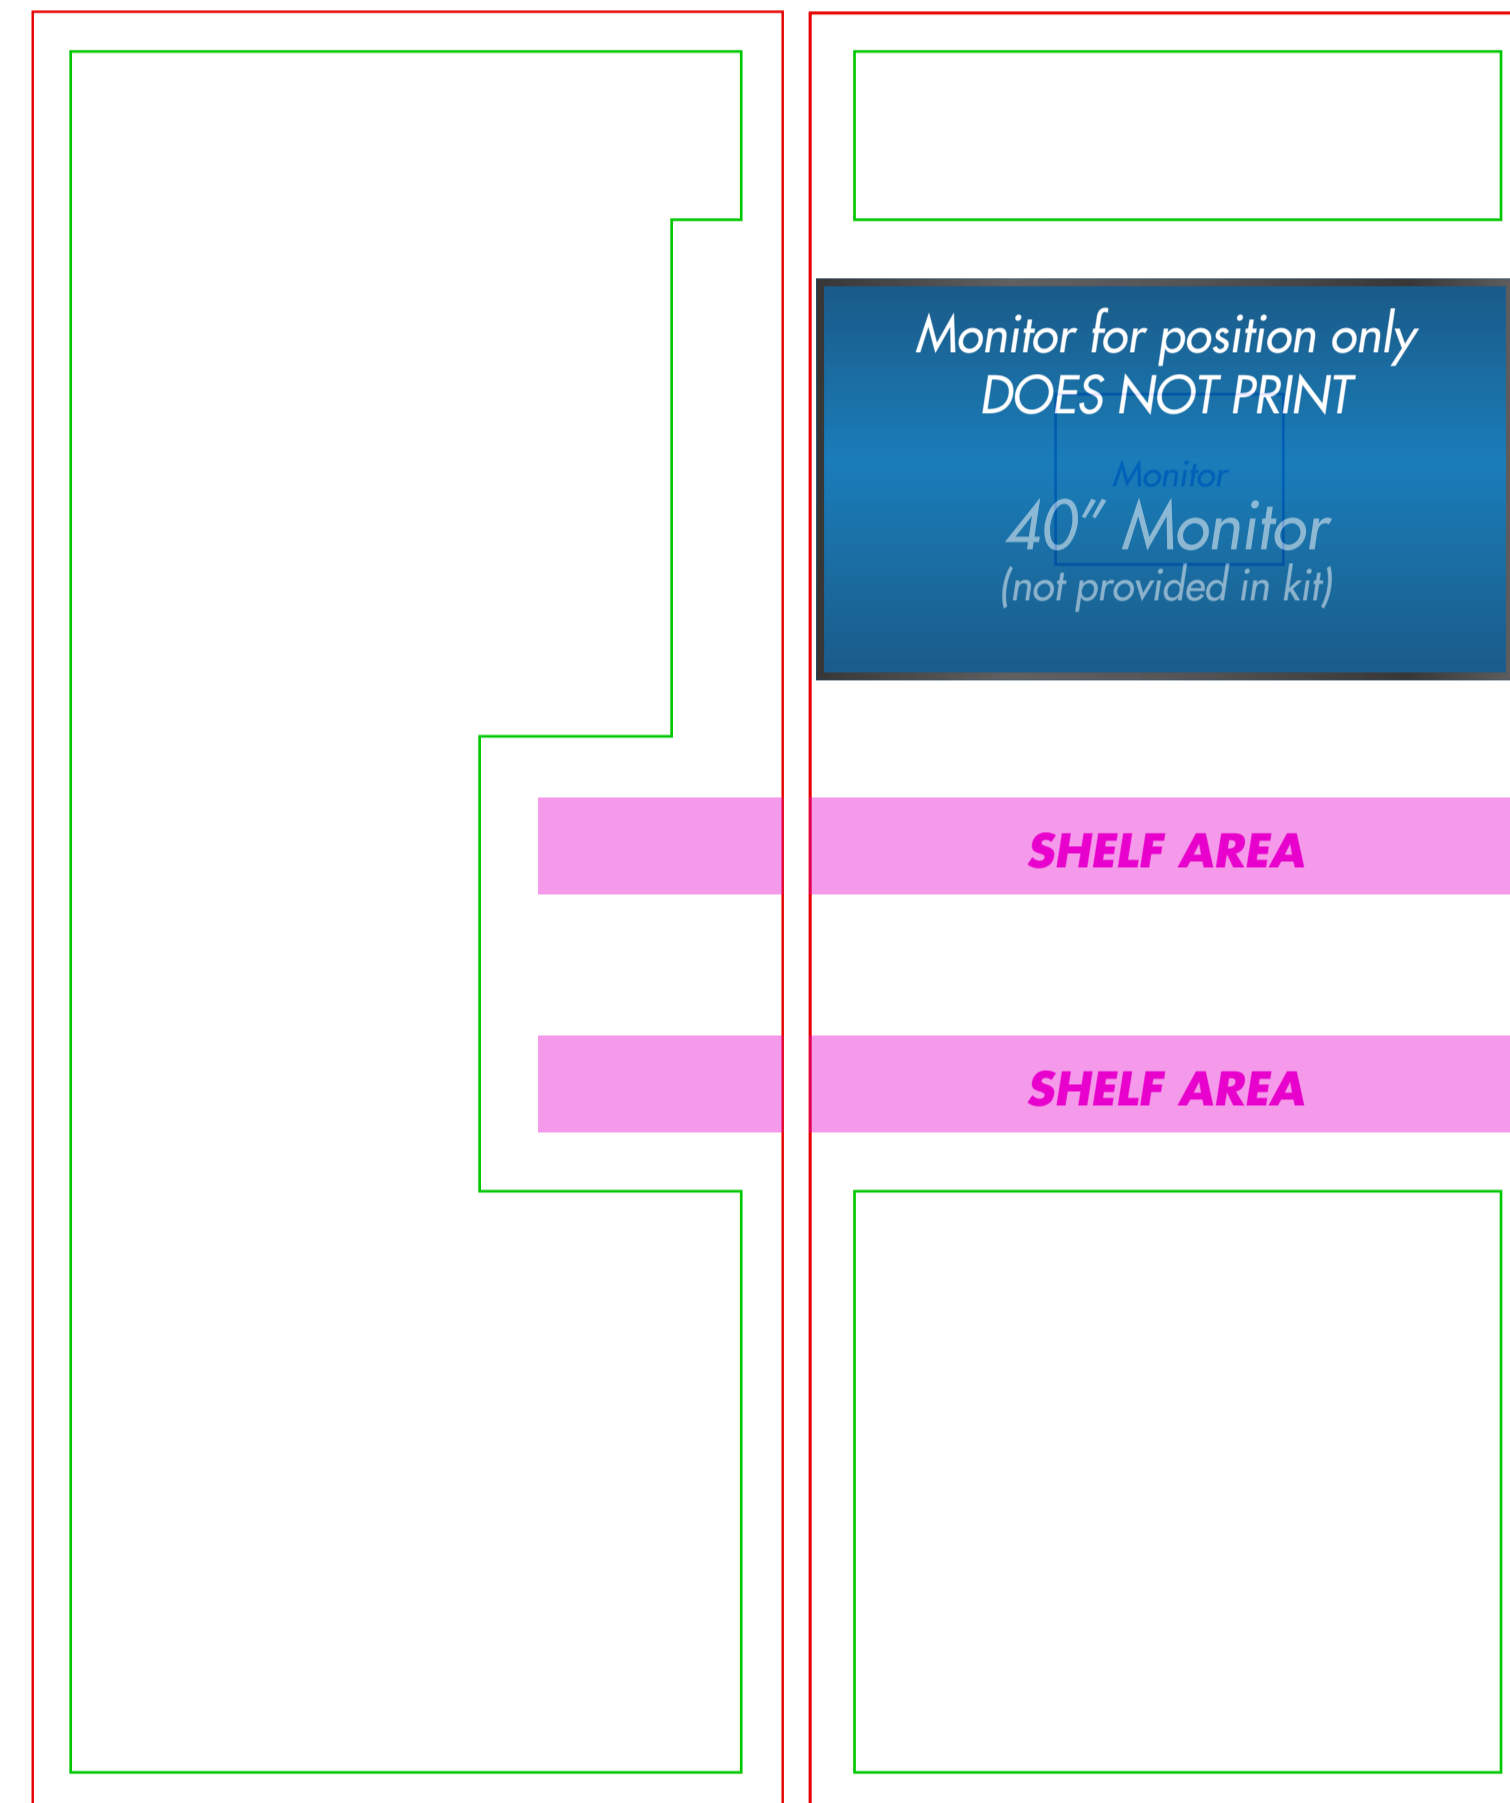 Monitor for position only
DOES NOT PRINT
Monitor
40” Monitor
(not provided in kit)
SHELF AREA
SHELF AREA